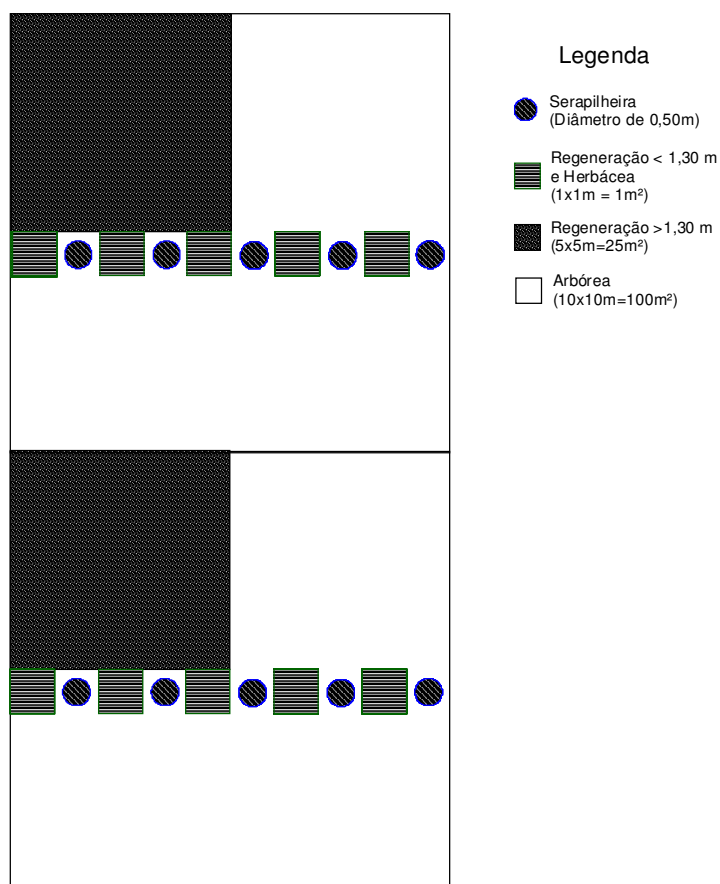 Legenda
Serapilheira
(Diâmetro de 0,50m)
Regeneração < 1,30 m
e Herbácea
(1x1m = 1m²)
Regeneração >1,30 m
(5x5m=25m²)
Arbórea
(10x10m=100m²)